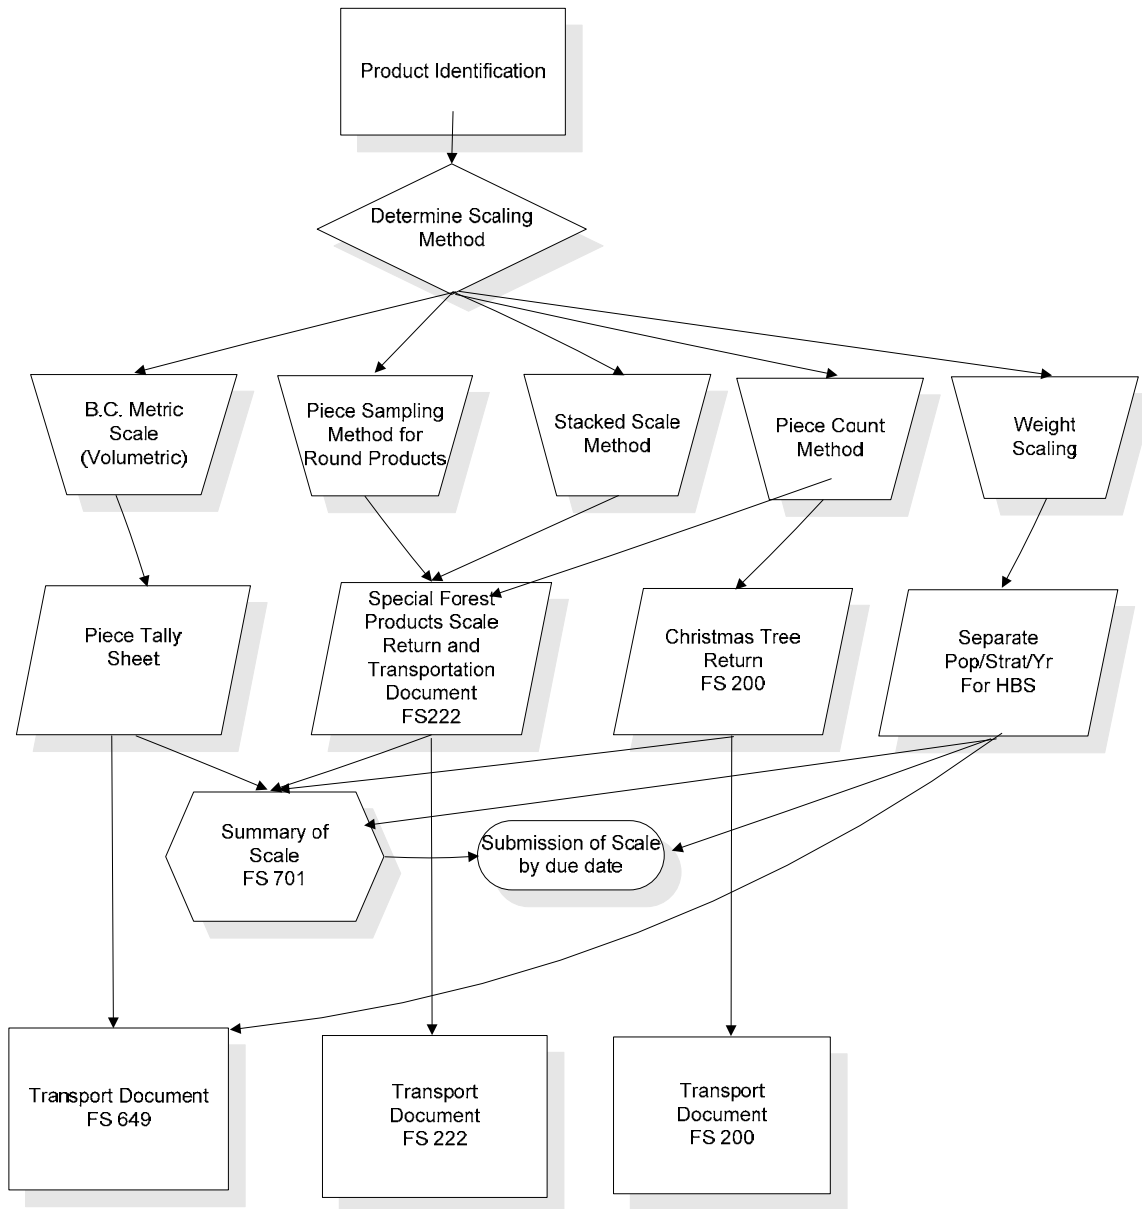 Product Identification
Determine Scaling
Method
B.C. Metric
Scale
(Volumetric)
Piece Sampling
Method for
Round Products
Stacked Scale
Method
Piece Count
Method
Weight
Scaling
Piece Tally
Sheet
Special Forest
Products Scale
Return and
Transportation
Document
FS222
Christmas Tree
Return
FS 200
Separate
Pop/Strat/Yr
For HBS
Summary of
Scale
FS 701
Submission of Scale
by due date
Transport Document
FS 649
Transport
Document
FS 222
Transport
Document
FS 200